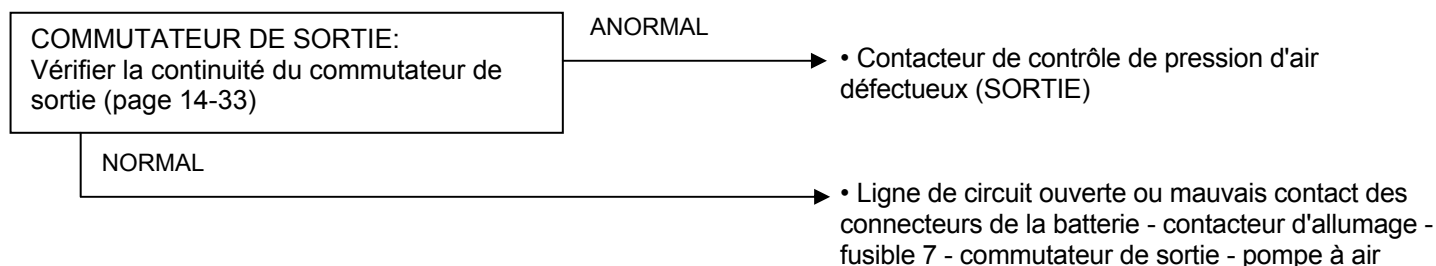 COMMUTATEUR DE SORTIE:
Vérifier la continuité du commutateur de
sortie (page 14-33)
ANORMAL
• Contacteur de contrôle de pression d'air
défectueux (SORTIE)
NORMAL
• Ligne de circuit ouverte ou mauvais contact des
connecteurs de la batterie - contacteur d'allumage -
fusible 7 - commutateur de sortie - pompe à air